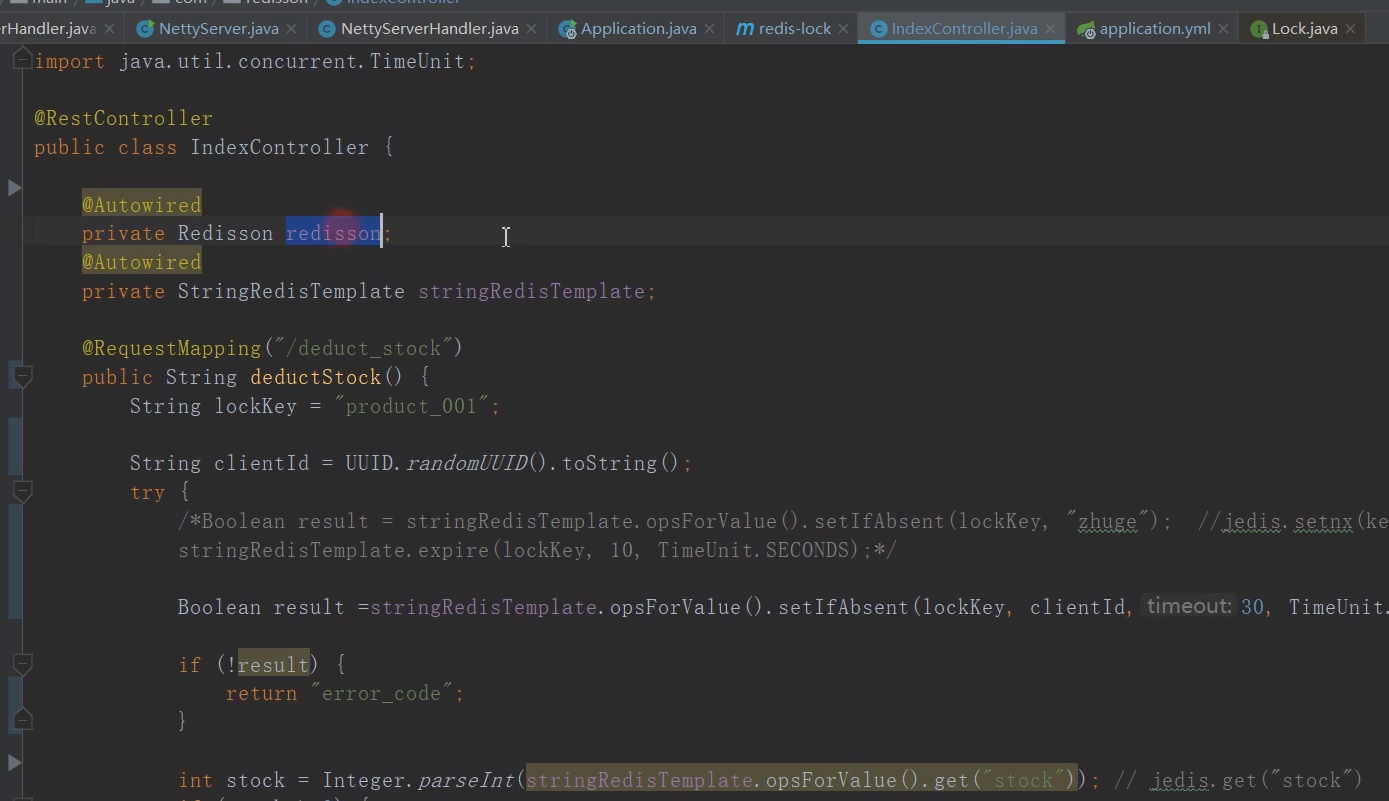 main java com redisson IndexController
rHandler.java NettyServer.java NettyServerHandler.java Application.java redis-lock IndexController.java application.yml Lock.java
import java.util.concurrent.TimeUnit;
@RestController
public class IndexController {
@Autowired
private Redisson redisson;
@Autowired
private StringRedisTemplate stringRedisTemplate;
@RequestMapping("/deduct_stock")
public String deductStock() {
String lockKey = "product_001";
String clientId = UUID.randomUUID().toString();
try {
/*Boolean result = stringRedisTemplate.opsForValue().setIfAbsent(lockKey, "zhuge"); //jedis.setnx(ke
stringRedisTemplate.expire(lockKey, 10, TimeUnit.SECONDS);*/
Boolean result =stringRedisTemplate.opsForValue().setIfAbsent(lockKey, clientId, timeout: 30, TimeUnit.
if (!result) {
return "error_code";
}
int stock = Integer.parseInt(stringRedisTemplate.opsForValue().get("stock")); // jedis.get("stock")